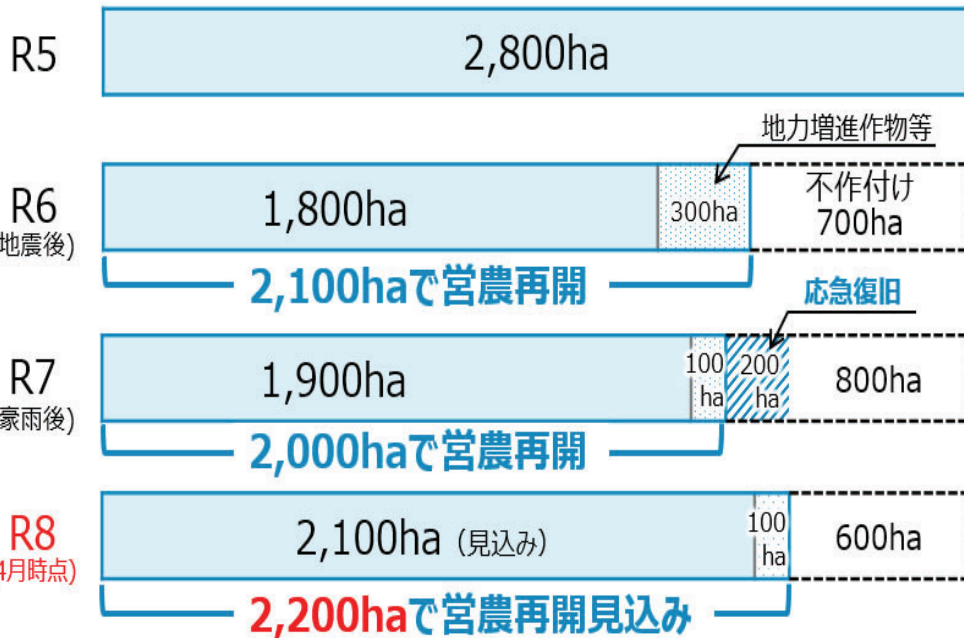 R5
2,800ha
地力増進作物等
R6
地震後)
1,800ha
300ha
不作付け
700ha
2,100haで営農再開
応急復旧
R7
豪雨後)
1,900ha
100
ha
200
ha
800ha
2,000haで営農再開
R8
4月時点)
2,100ha (見込み)
100
ha
600ha
2,200haで営農再開見込み